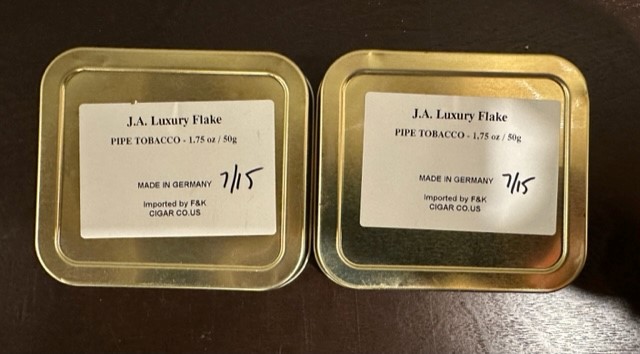 J.A. Luxury Flake
PIPE TOBACCO - 1.75 oz / 50g
MADE IN GERMANY 7/15
Imported by F&K
CIGAR CO.US
J.A. Luxury Flake
PIPE TOBACCO - 1.75 oz / 50g
MADE IN GERMANY 7/15
Imported by F&K
CIGAR CO.US